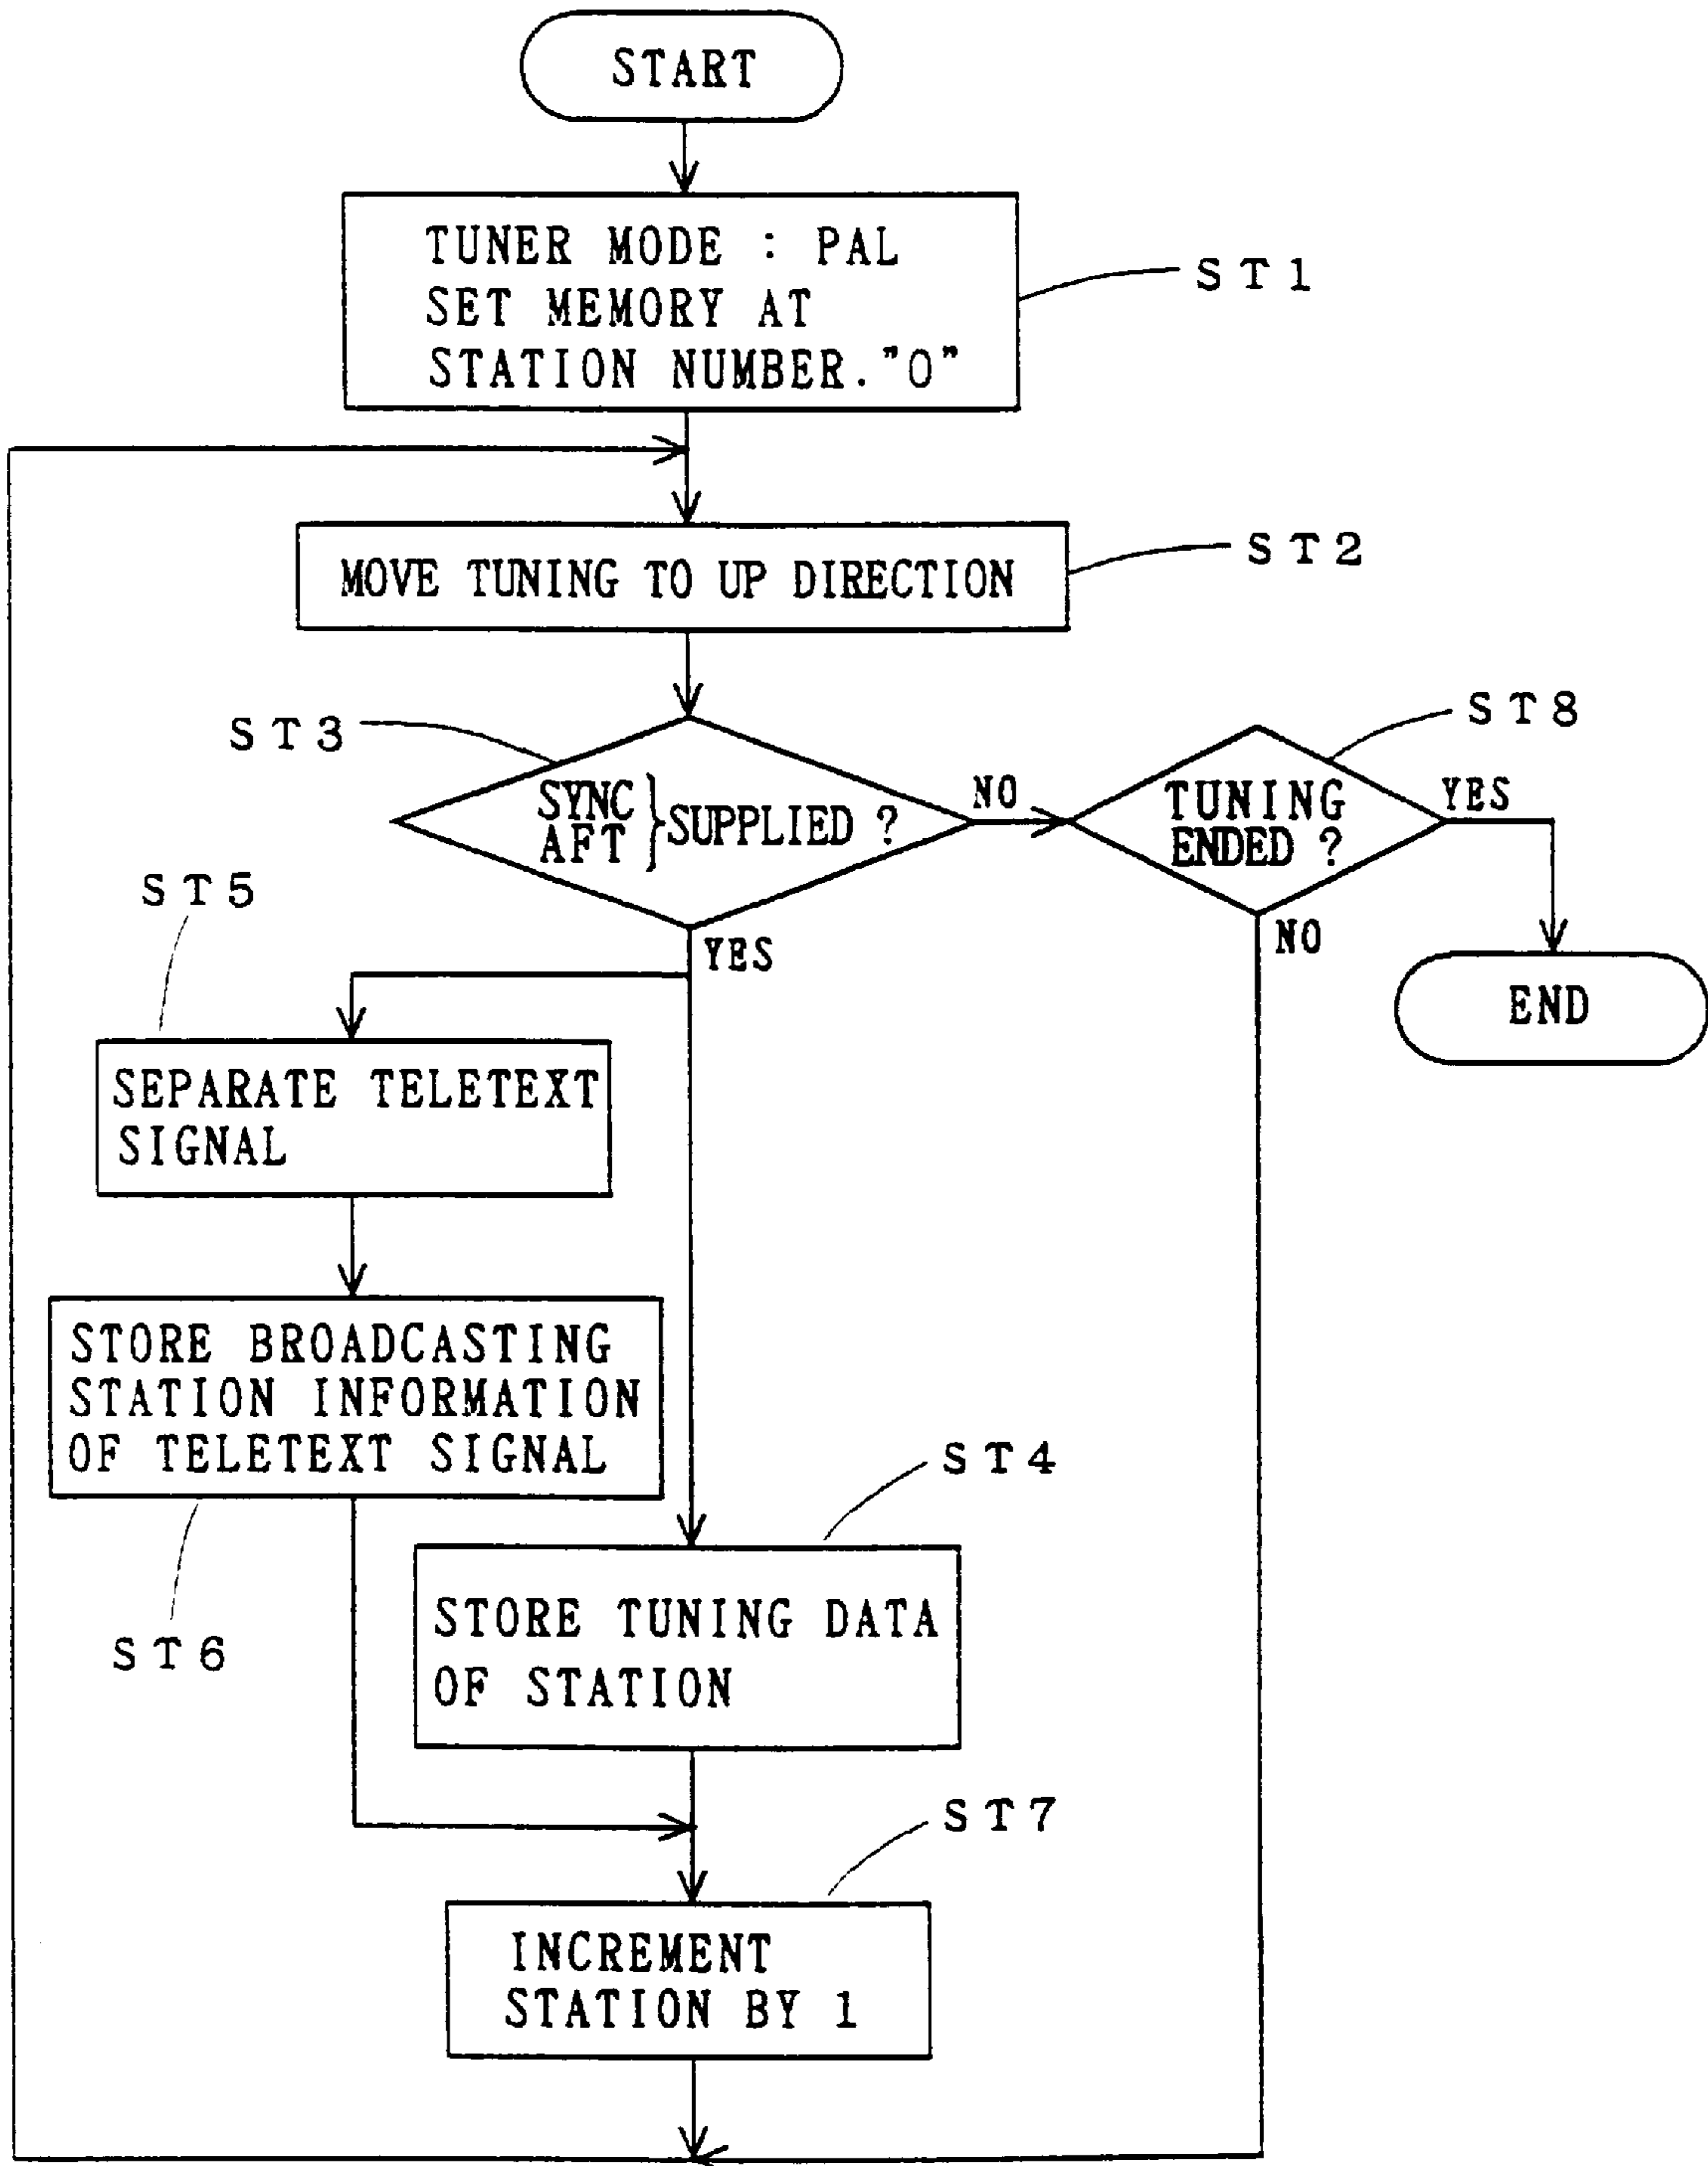 START
TUNER MODE : PAL
SET MEMORY AT
STATION NUMBER."0"
ST1
MOVE TUNING TO UP DIRECTION
ST2
ST3
SYNC
AFT
SUPPLIED ?
NO
TUNING
ENDED ?
ST8
YES
ST5
YES
NO
END
SEPARATE TELETEXT
SIGNAL
STORE BROADCASTING
STATION INFORMATION
OF TELETEXT SIGNAL
ST4
ST6
STORE TUNING DATA
OF STATION
ST7
INCREMENT
STATION BY 1